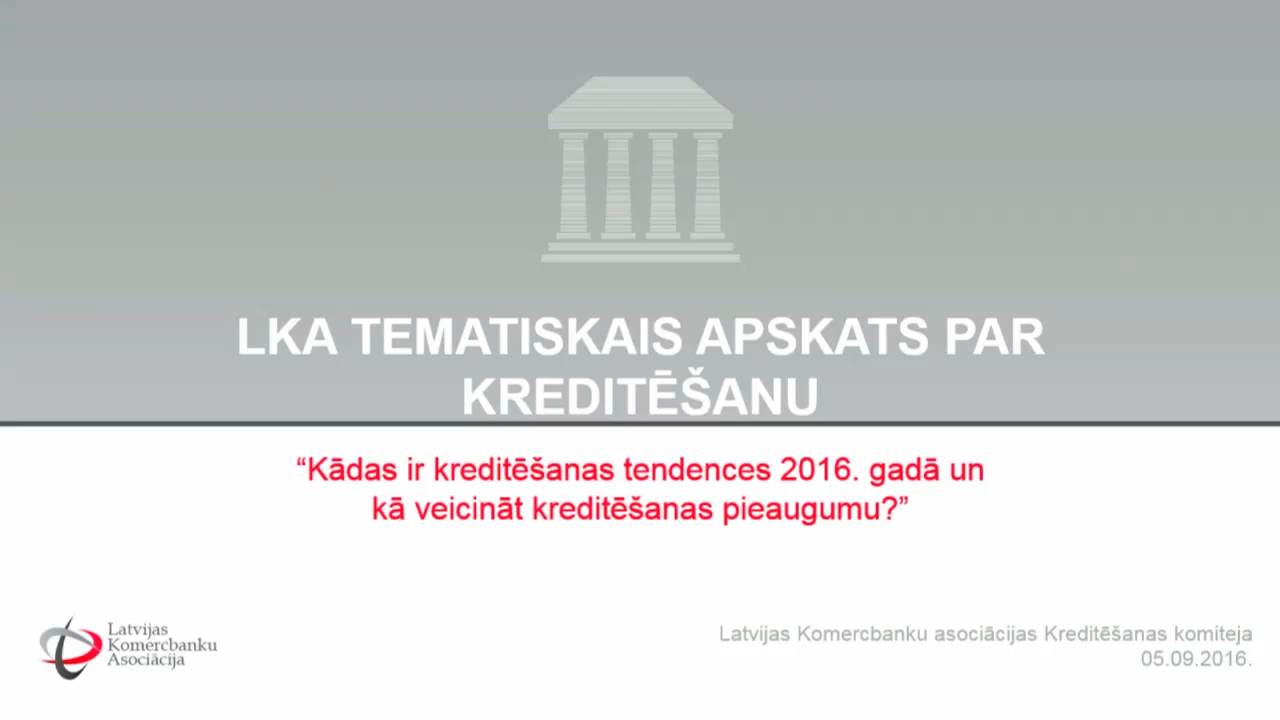 LKA TEMATISKAIS APSKATS PAR
KREDITĒŠANU
“Kādas ir kreditēšanas tendences 2016. gadā un
kā veicināt kreditēšanas pieaugumu?”
Latvijas
Komercbanku
Asociācija
Latvijas Komercbanku asociācijas Kreditēšanas komiteja
05.09.2016.